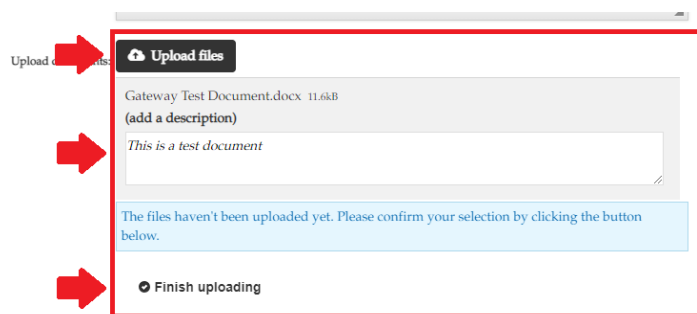 Upload files
Upload
Gateway Test Document.docx 11.6kB
(add a description)
This is a test document
The files haven't been uploaded yet. Please confirm your selection by clicking the button
below.
Finish uploading